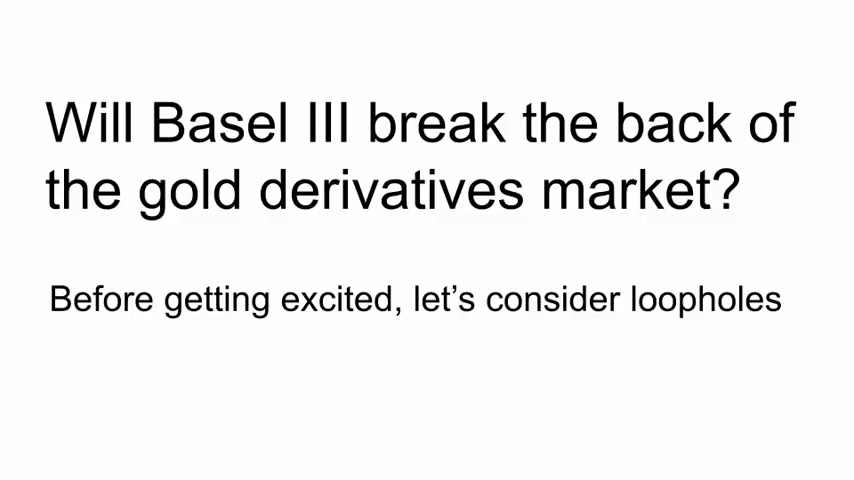 Will Basel III break the back of
the gold derivatives market?
Before getting excited, let’s consider loopholes